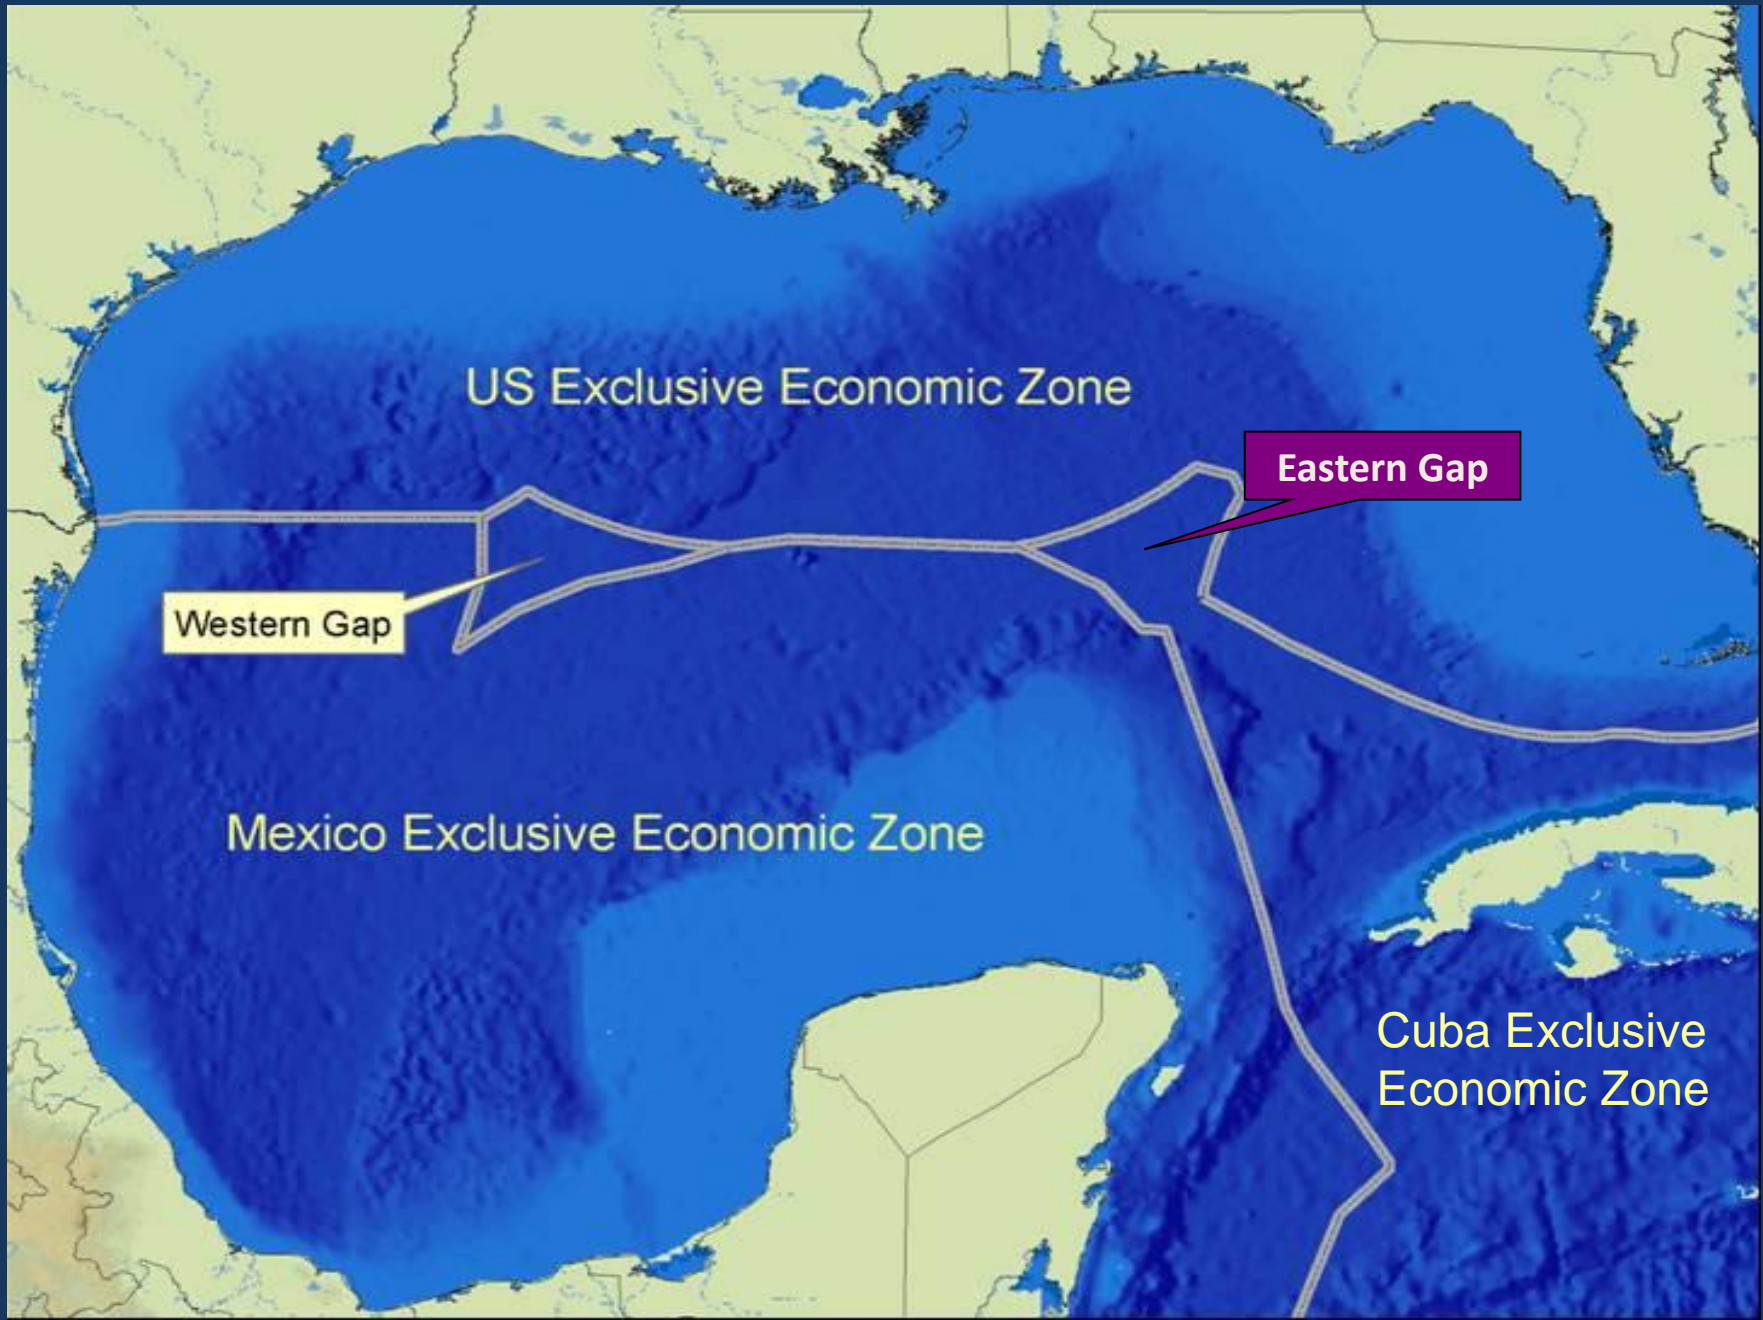 US Exclusive Economic Zone
Eastern Gap
Western Gap
Mexico Exclusive Economic Zone
Cuba Exclusive
Economic Zone